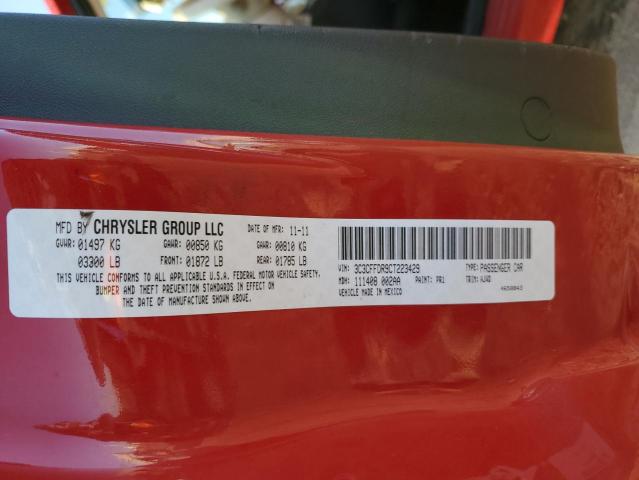 MFD BY CHRYSLER GROUP LLC DATE OF MFR: 11-11
GVWR: 01497 KG GAWR: 00850 KG GAWR: 00810 KG
03300 LB FRONT: 01872 LB REAR: 01785 LB
THIS VEHICLE CONFORMS TO ALL APPLICABLE U.S.A. FEDERAL MOTOR VEHICLE SAFETY,
BUMPER AND THEFT PREVENTION STANDARDS IN EFFECT ON
THE DATE OF MANUFACTURE SHOWN ABOVE.
VIN: 3C3CFFDR9CT223429 TYPE: PASSENGER CAR
MDH: 111408 002AA PAINT: PR1 TRIM: AJW0
VEHICLE MADE IN MEXICO